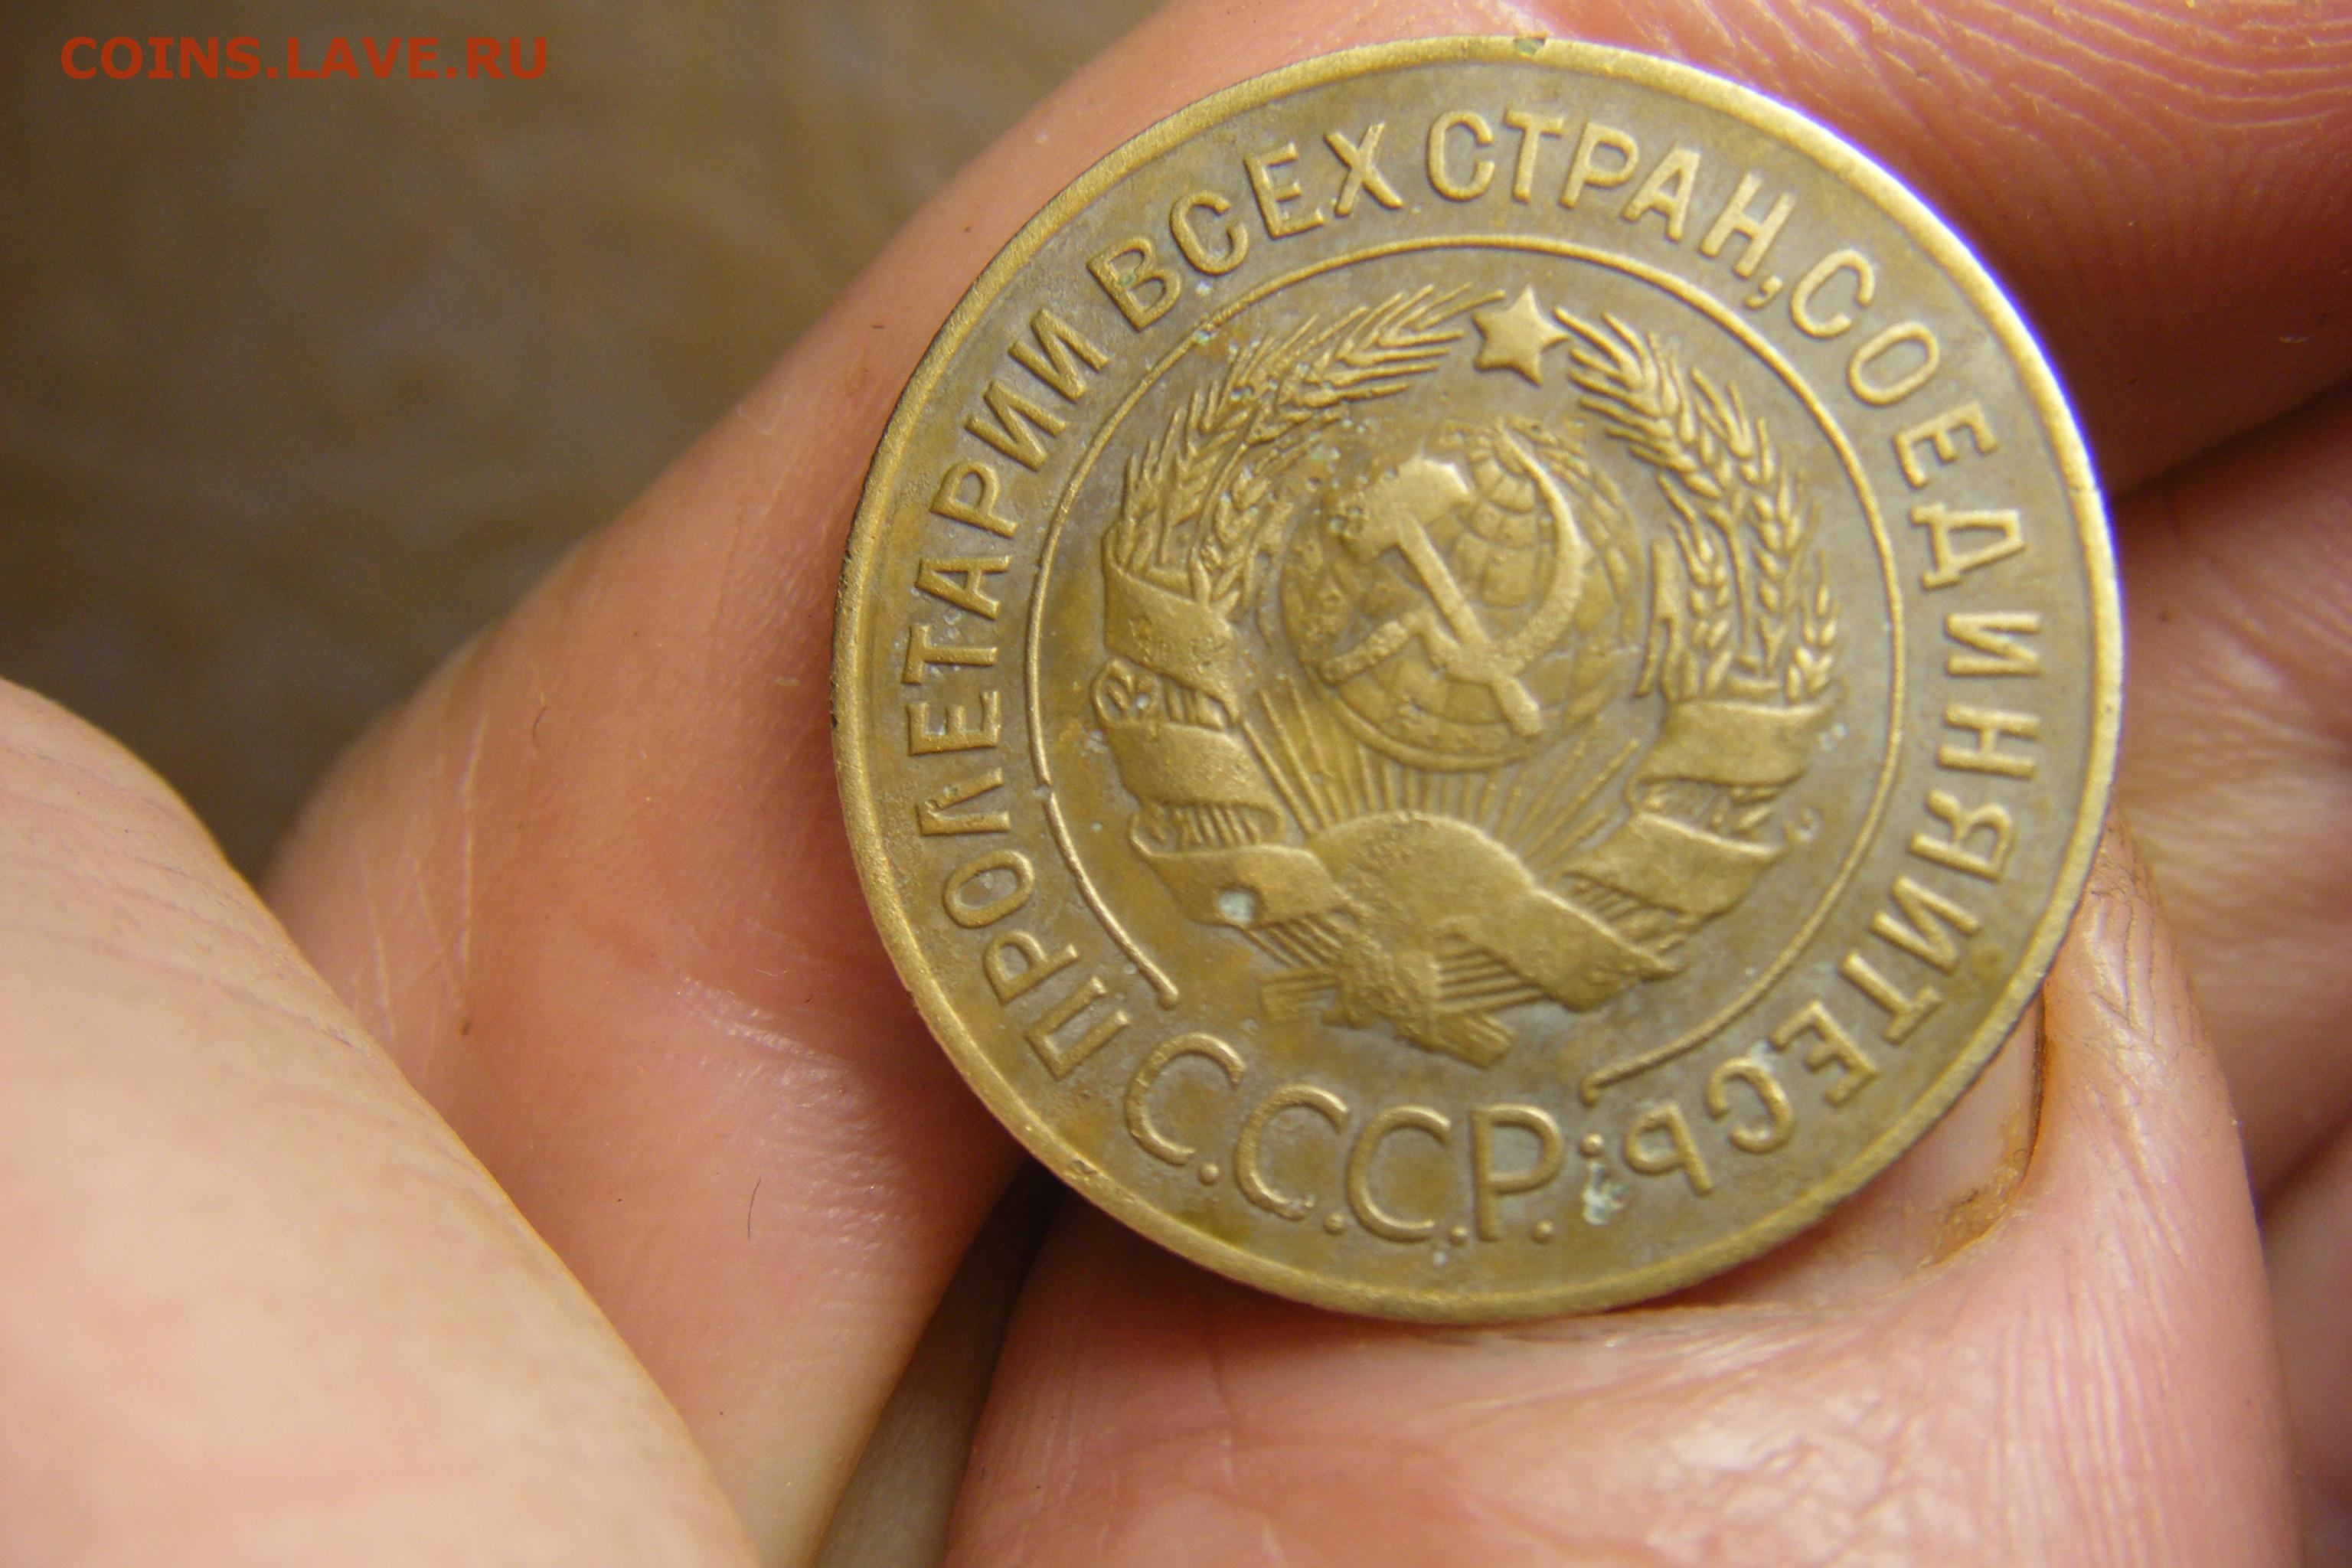 COINS.LAVE.RU
ПРОЛЕТАРИИ ВСЕХ СТРАН, СОЕДИНЯЙТЕСЬ:
С.С.С.Р.